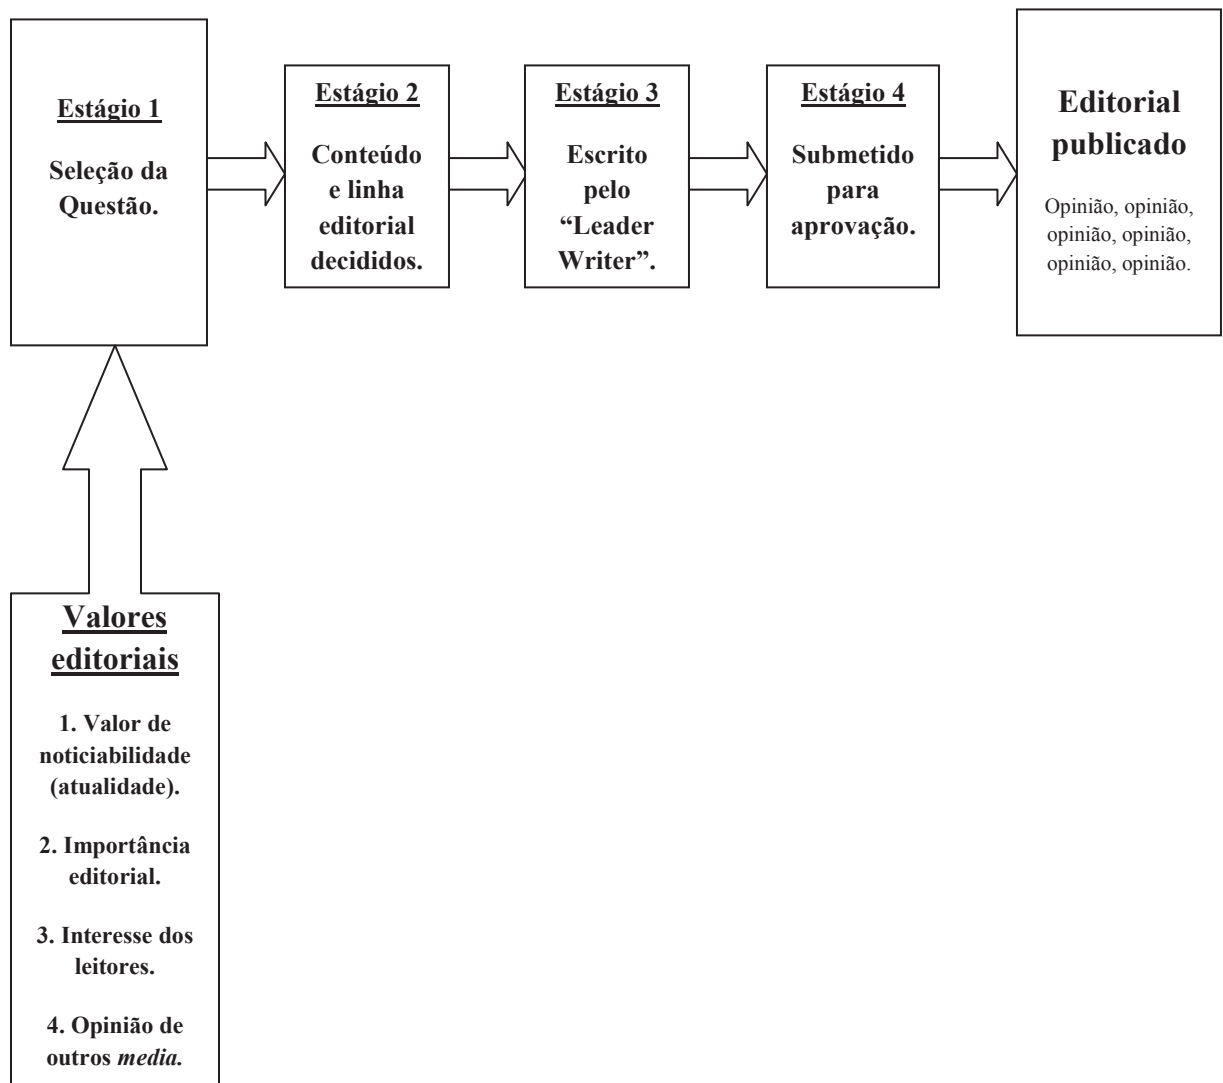 Estágio 1
Seleção da
Questão.
Estágio 2
Conteúdo
e linha
editorial
decididos.
Estágio 3
Escrito
pelo
“Leader
Writer”.
Estágio 4
Submetido
para
aprovação.
Editorial
publicado
Opinião, opinião,
opinião, opinião,
opinião, opinião.
Valores
editoriais
1. Valor de
noticiabilidade
(atualidade).
2. Importância
editorial.
3. Interesse dos
leitores.
4. Opinião de
outros media.